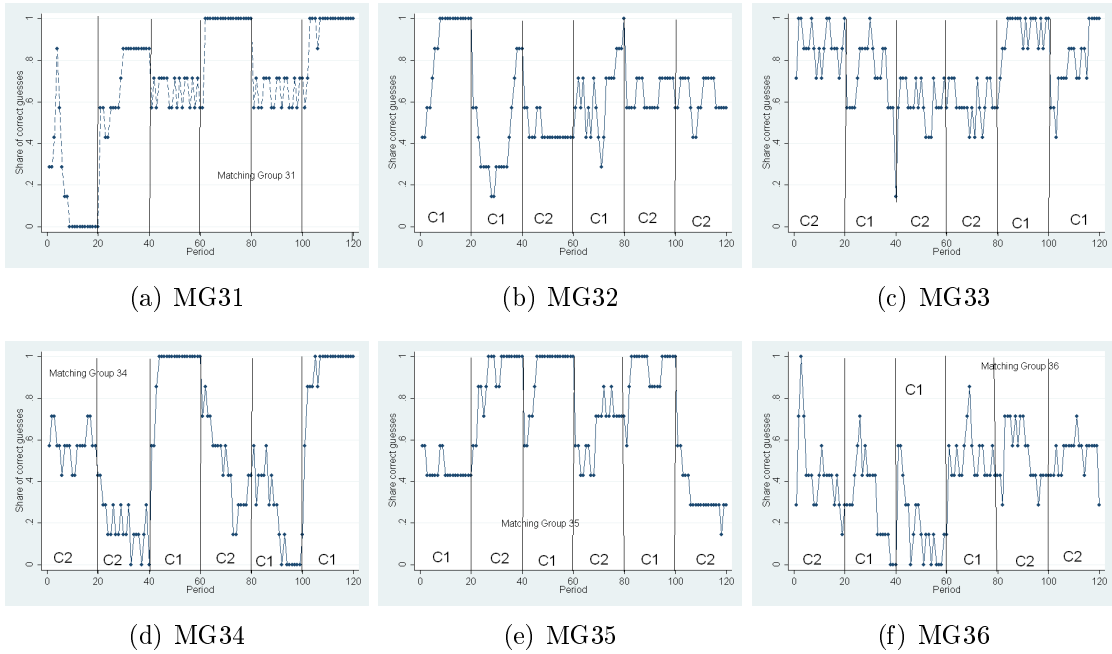 Share of correct guesses
0 .2 .4 .6 .8 1
Matching Group 31
0 20 40 60 80 100 120
Period
(a) MG31
Share correct guesses
0 .2 .4 .6 .8 1
C1 C1 C2 C1 C2 C2
0 20 40 60 80 100 120
Period
(b) MG32
Share of correct guesses
0 .2 .4 .6 .8 1
C2 C1 C2 C2 C1 C1
0 20 40 60 80 100 120
Period
(c) MG33
Share of correct guesses
0 .2 .4 .6 .8 1
Matching Group 34
C2 C2 C1 C2 C1 C1
0 20 40 60 80 100 120
Period
(d) MG34
Share of correct guesses
0 .2 .4 .6 .8 1
Matching Group 35
C1 C2 C1 C2 C1 C2
0 20 40 60 80 100 120
Period
(e) MG35
Share of correct guesses
0 .2 .4 .6 .8 1
Matching Group 36
C1
C2 C1 C1 C2 C2
0 20 40 60 80 100 120
Period
(f) MG36